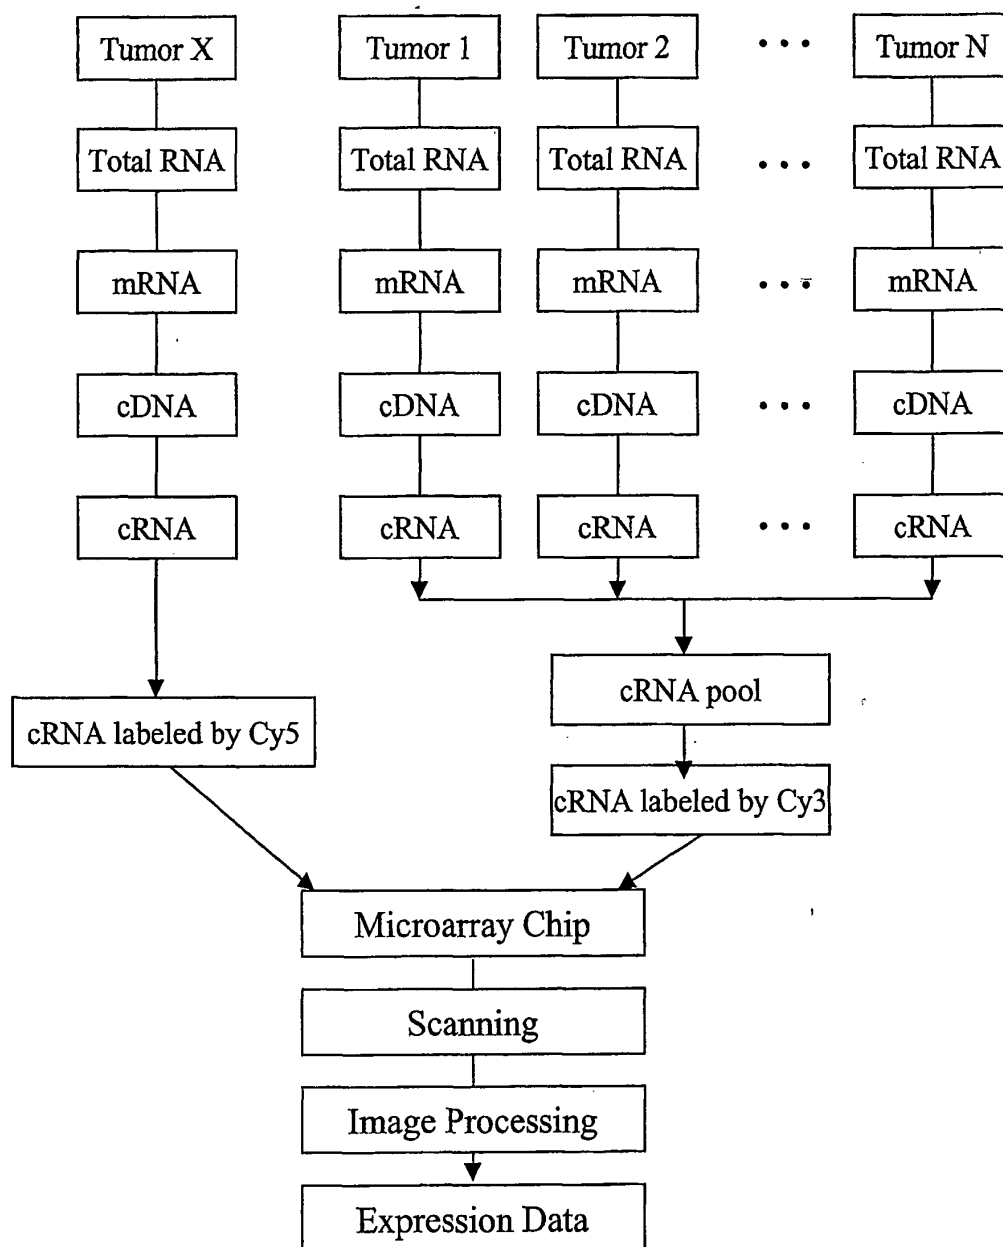 Tumor X Tumor 1 Tumor 2 • • • Tumor N
Total RNA Total RNA Total RNA • • • Total RNA
mRNA mRNA mRNA • • • mRNA
cDNA cDNA cDNA • • • cDNA
cRNA cRNA cRNA • • • cRNA
cRNA pool
cRNA labeled by Cy5
cRNA labeled by Cy3
Microarray Chip
Scanning
Image Processing
Expression Data